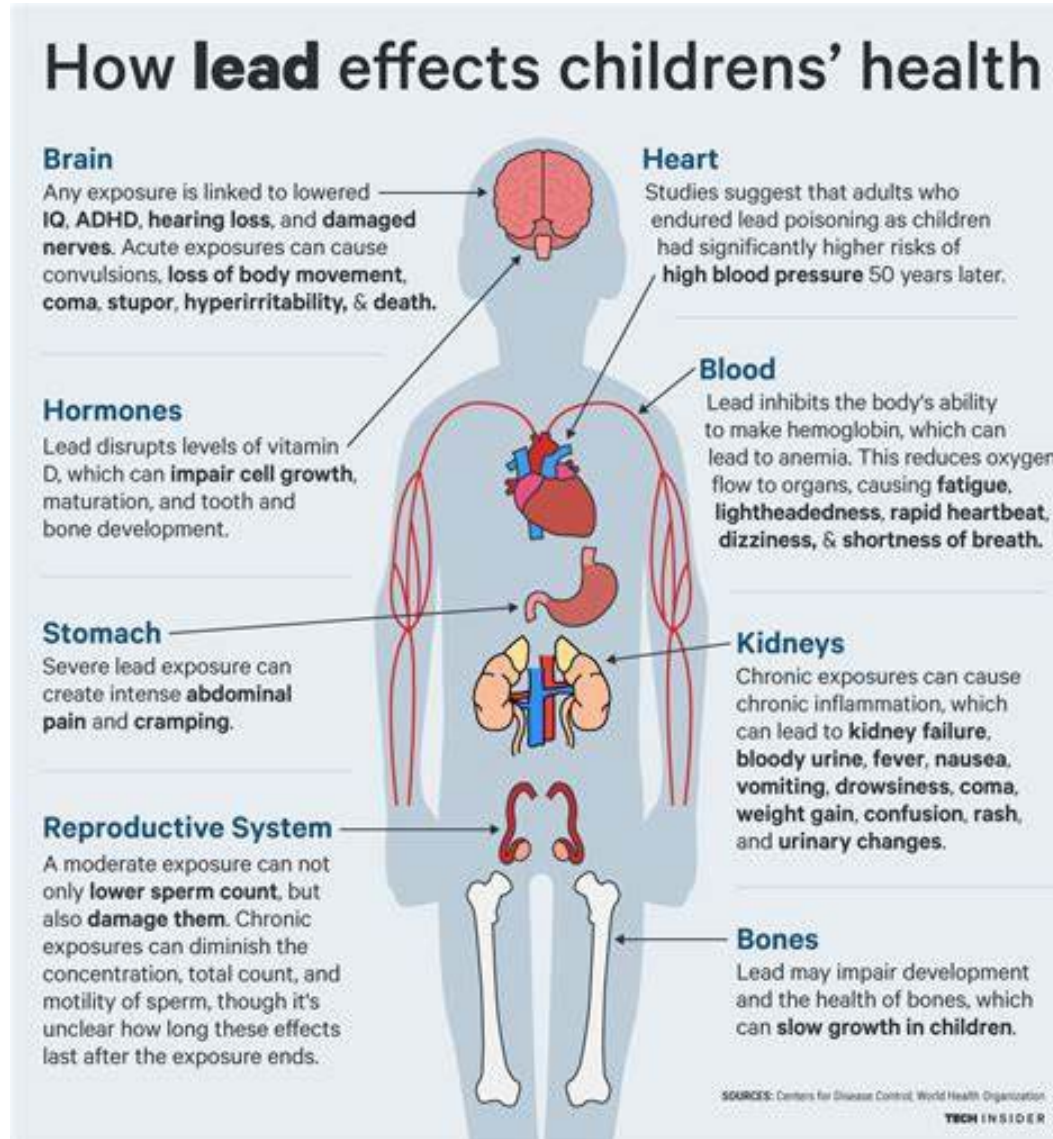 How lead effects childrens' health
Brain
Any exposure is linked to lowered
IQ, ADHD, hearing loss, and damaged
nerves. Acute exposures can cause
convulsions, loss of body movement,
coma, stupor, hyperirritability, & death.
Hormones
Lead disrupts levels of vitamin
D, which can impair cell growth,
maturation, and tooth and
bone development.
Stomach
Severe lead exposure can
create intense abdominal
pain and cramping.
Reproductive System
A moderate exposure can not
only lower sperm count, but
also damage them. Chronic
exposures can diminish the
concentration, total count, and
motility of sperm, though it's
unclear how long these effects
last after the exposure ends.
Heart
Studies suggest that adults who
endured lead poisoning as children
had significantly higher risks of
high blood pressure 50 years later.
Blood
Lead inhibits the body's ability
to make hemoglobin, which can
lead to anemia. This reduces oxygen
flow to organs, causing fatigue,
lightheadedness, rapid heartbeat,
dizziness, & shortness of breath.
Kidneys
Chronic exposures can cause
chronic inflammation, which
can lead to kidney failure,
bloody urine, fever, nausea,
vomiting, drowsiness, coma,
weight gain, confusion, rash,
and urinary changes.
Bones
Lead may impair development
and the health of bones, which
can slow growth in children.
SOURCES: Centers for Disease Control; World Health Organization
TECH INSIDER